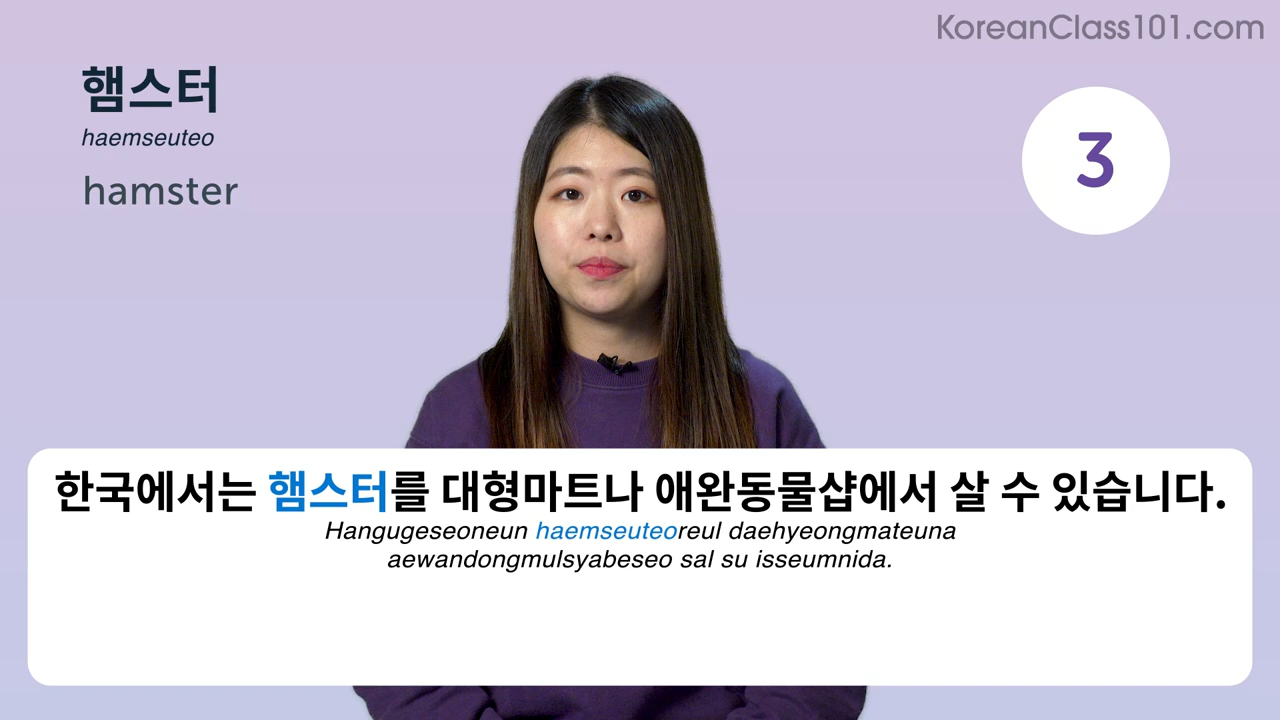 KoreanClass101.com
햄스터
haemseuteo
hamster
3
한국에서는 햄스터를 대형마트나 애완동물샵에서 살 수 있습니다.
Hangugeseoneun haemseuteoreul daehyeongmateuna
aewandongmulsyabeseo sal su isseumnida.